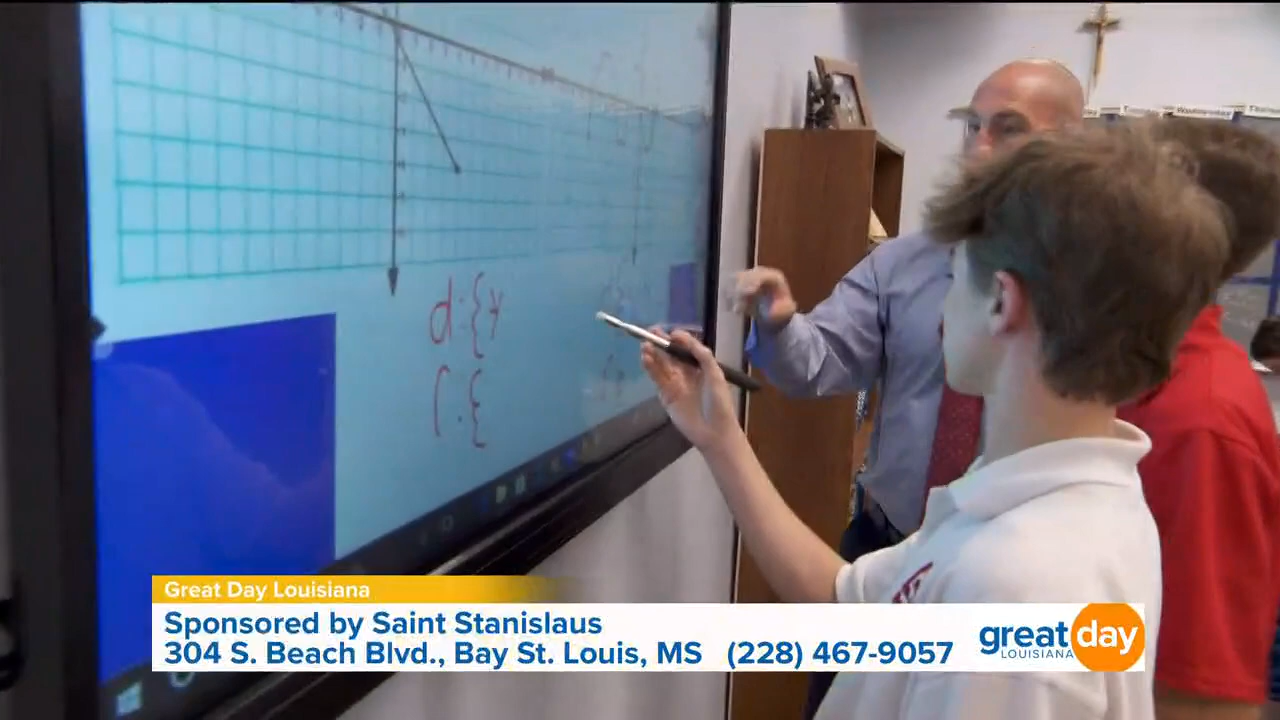 d:{x
r:{
Great Day Louisiana
Sponsored by Saint Stanislaus
304 S. Beach Blvd., Bay St. Louis, MS (228) 467-9057
great day
LOUISIANA